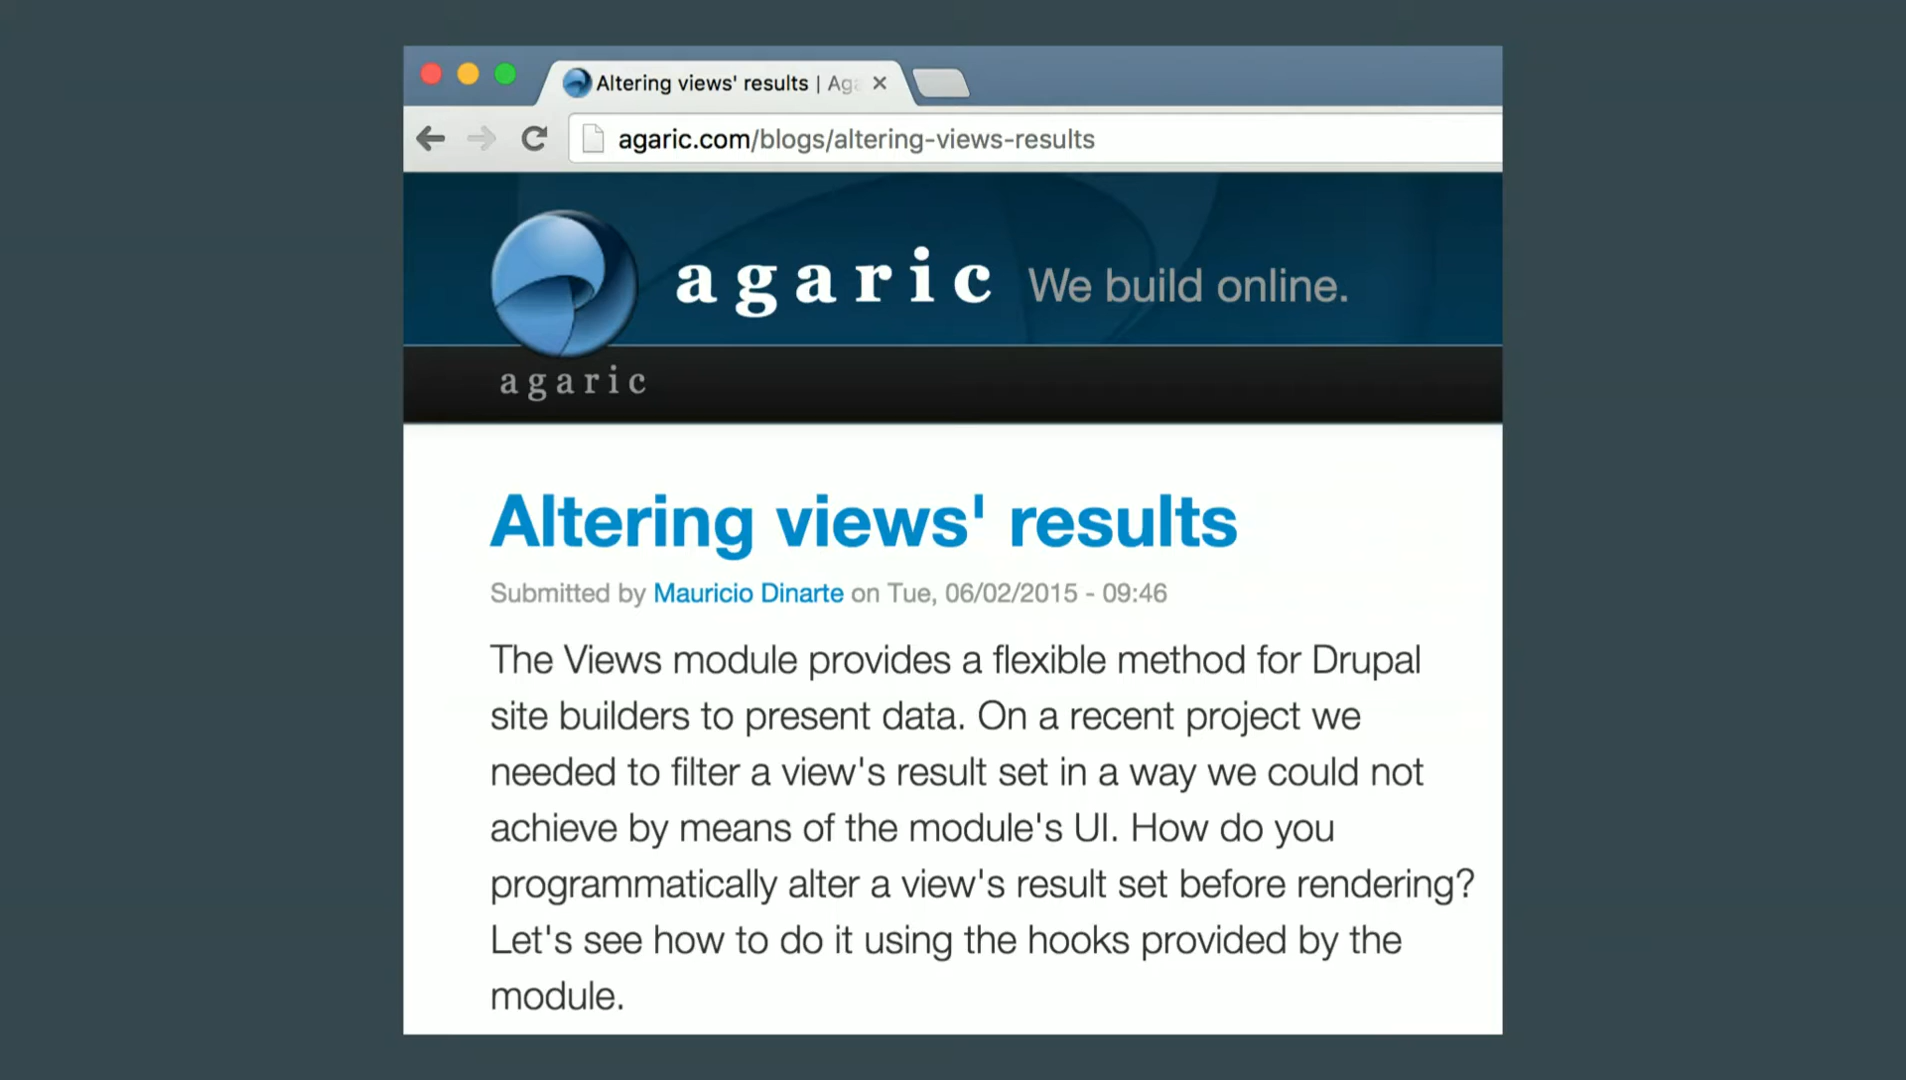 Altering views' results | Aga
agaric.com/blogs/altering-views-results
agaric We build online.
agaric
Altering views' results
Submitted by Mauricio Dinarte on Tue, 06/02/2015 - 09:46
The Views module provides a flexible method for Drupal
site builders to present data. On a recent project we
needed to filter a view's result set in a way we could not
achieve by means of the module's UI. How do you
programmatically alter a view's result set before rendering?
Let's see how to do it using the hooks provided by the
module.